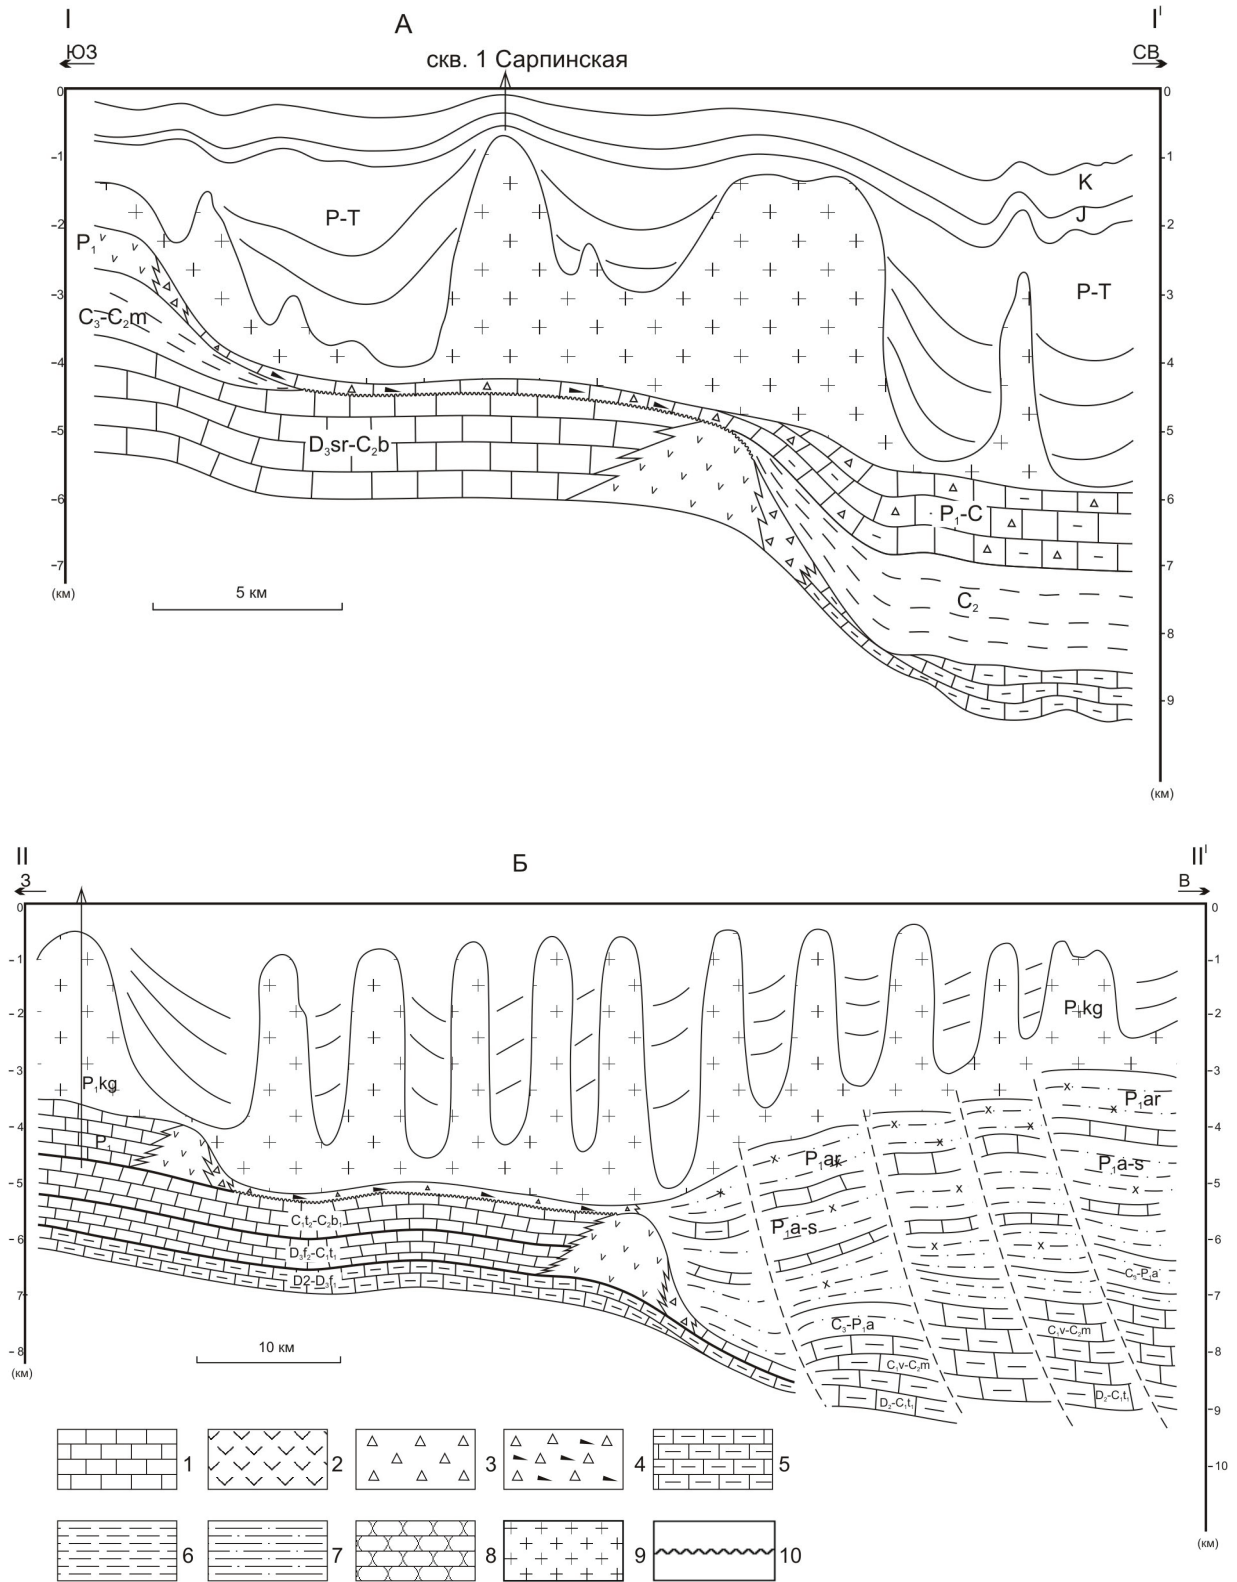 I
А
I'
ЮЗ
скв. 1 Сарпинская
СВ
0
0
-1
1
K
J
-2
2
P-T
P₁
-3
3
P-T
C₃-C₂m
-4
4
-5
5
D₃sr-C₂b
-6
6
P₁-C
-7
7
(км)
5 км
C₂
8
9
(км)
II
Б
II'
З
В
0
0
-1
-1
-2
-2
P₁kg
-3
-3
P₁kg
P₁ar
-4
-4
P₁
P₁ar
P₁a-s
-5
-5
C₁t₂-C₂b₁
P₁a-s
-6
-6
D₃f₂-C₁t₁
D2-D₃f₁
C₃-P₁a
7
-7
C₃-P₁a
C₁v-C₂m
-8
-8
(км)
10 км
C₁v-C₂m
D₂-C₁t₁
D₂-C₁t₁
9
-10
1
2
3
4
5
6
7
8
9
10
(км)